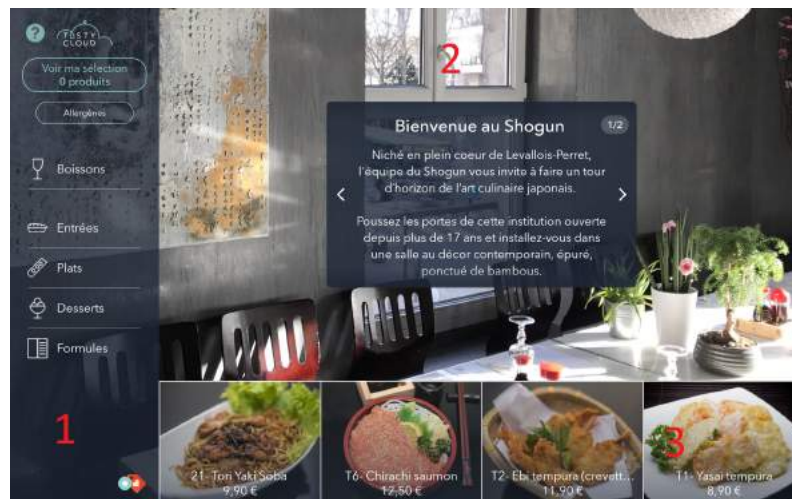 ?
TASTY
CLOUD
Voir ma sélection
0 produits
Allergènes
Boissons
Entrées
Plats
Desserts
Formules
1
2
Bienvenue au Shogun
1/2
Niché en plein coeur de Levallois-Perret,
l'équipe du Shogun vous invite à faire un tour
d'horizon de l'art culinaire japonais.
Poussez les portes de cette institution ouverte
depuis plus de 17 ans et installez-vous dans
une salle au décor contemporain, épuré,
ponctué de bambous.
21- Tori Yaki Soba
9,90 €
T6- Chirachi saumon
12,50 €
T2- Ebi tempura (crevett...
11,90 €
3
T1- Yasai tempura
8,90 €